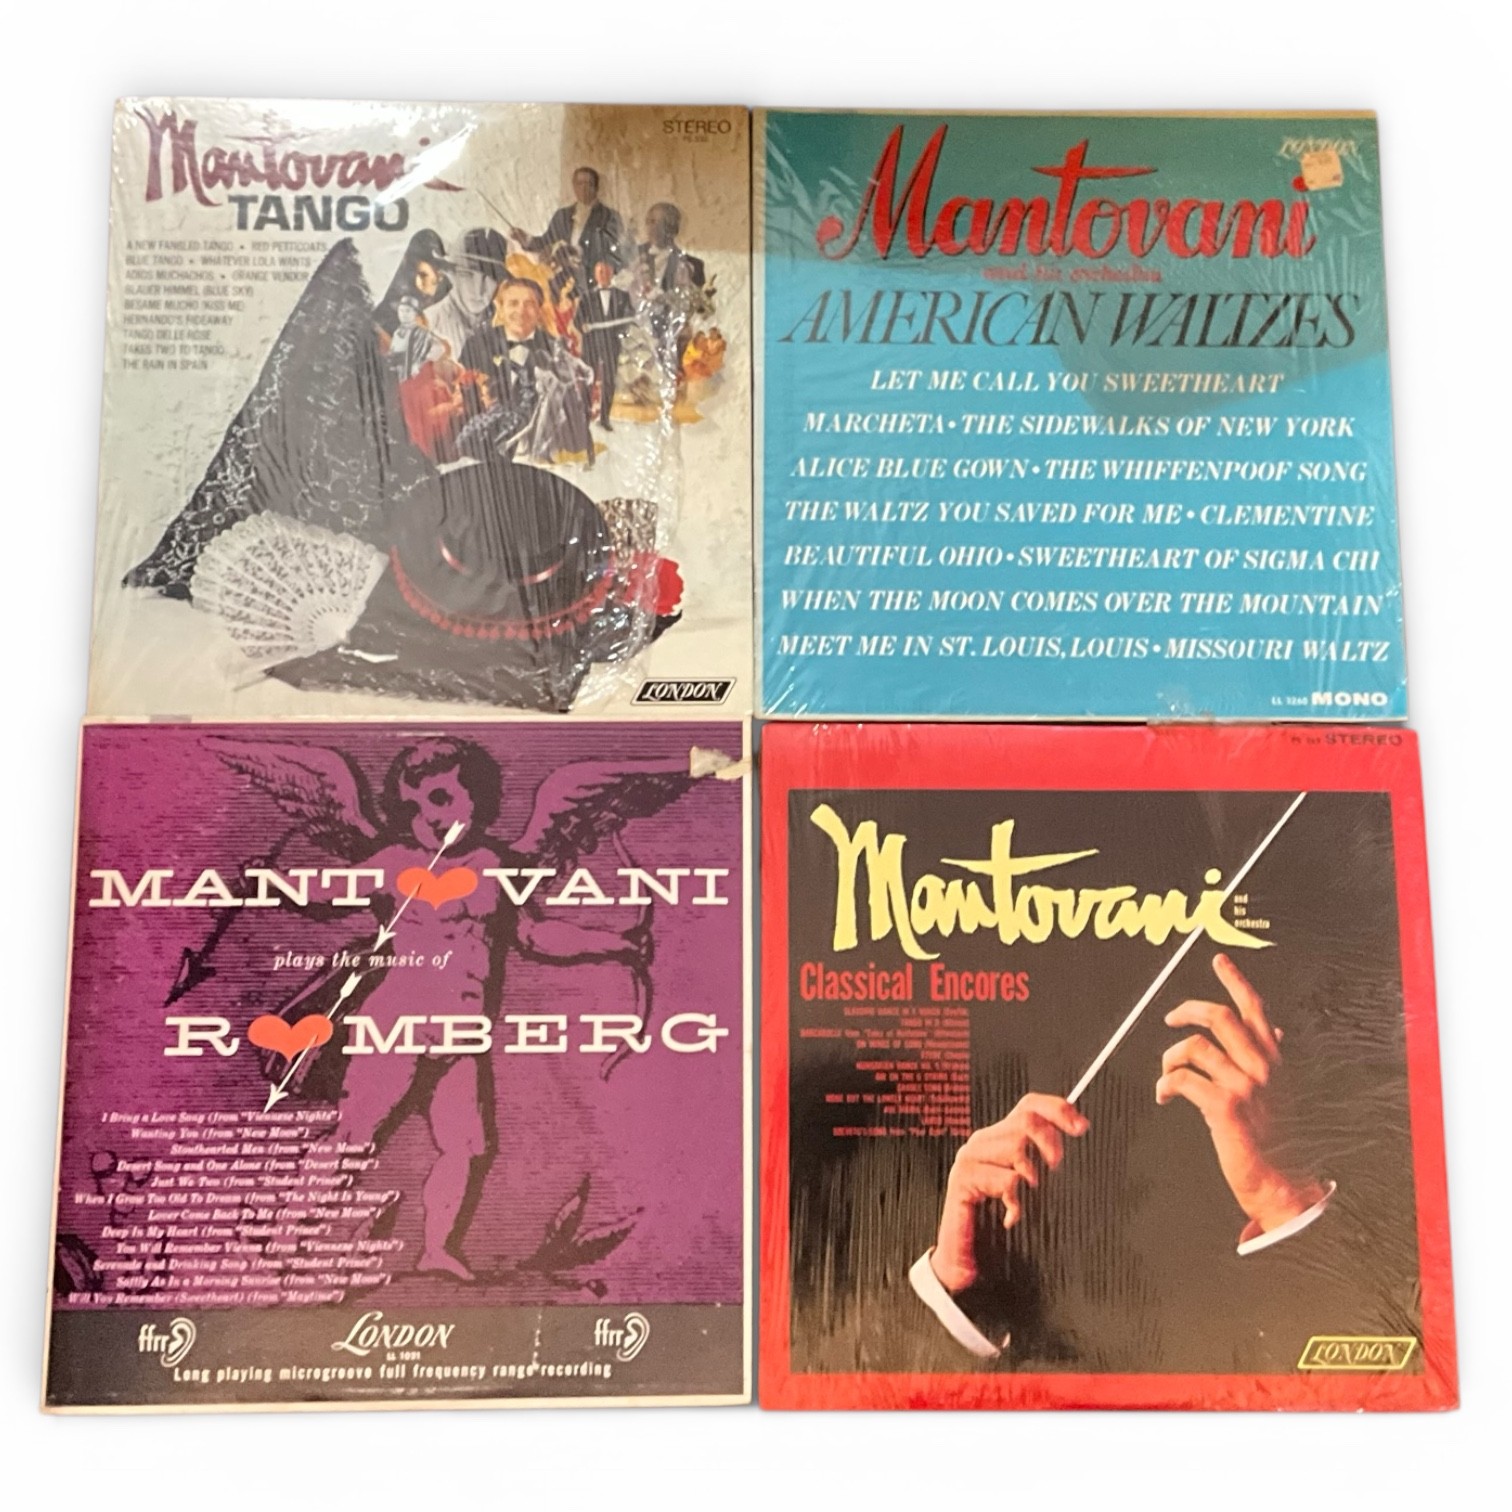 Mantovani
TANGO
STEREO
A NEW FANGLED TANGO • RED PETTICOATS
BLUE TANGO • WHATEVER LOLA WANTS
ADIOS MUCHACHOS • ORANGE VENDOR
BLAUER HIMMEL (BLUE SKY)
BESAME MUCHO (KISS ME)
HERNANDO'S HIDEAWAY
TANGO DELLE ROSE
TAKES TWO TO TANGO
THE RAIN IN SPAIN
LONDON
LONDON
Mantovani
and his orchestra
AMERICAN WALTZES
LET ME CALL YOU SWEETHEART
MARCHETA • THE SIDEWALKS OF NEW YORK
ALICE BLUE GOWN • THE WHIFFENPOOF SONG
THE WALTZ YOU SAVED FOR ME • CLEMENTINE
BEAUTIFUL OHIO • SWEETHEART OF SIGMA CHI
WHEN THE MOON COMES OVER THE MOUNTAIN
MEET ME IN ST. LOUIS, LOUIS • MISSOURI WALTZ
LL 3260 MONO
MANTOVANI
plays the music of
ROMBERG
I Bring a Love Song (from "Viennese Nights")
Wanting You (from "New Moon")
Stouthearted Men (from "New Moon")
Desert Song and One Alone (from "Desert Song")
Just We Two (from "Student Prince")
When I Grow Too Old To Dream (from "The Night Is Young")
Lover Come Back To Me (from "New Moon")
Deep In My Heart (from "Student Prince")
You Will Remember Vienna (from "Viennese Nights")
Serenade and Drinking Song (from "Student Prince")
Softly As In a Morning Sunrise (from "New Moon")
Will You Remember (Sweetheart) (from "Maytime")
ffrr LONDON ffrr
LL 1031
Long playing microgroove full frequency range recording
STEREO
Mantovani
and
his
orchestra
Classical Encores
LONDON